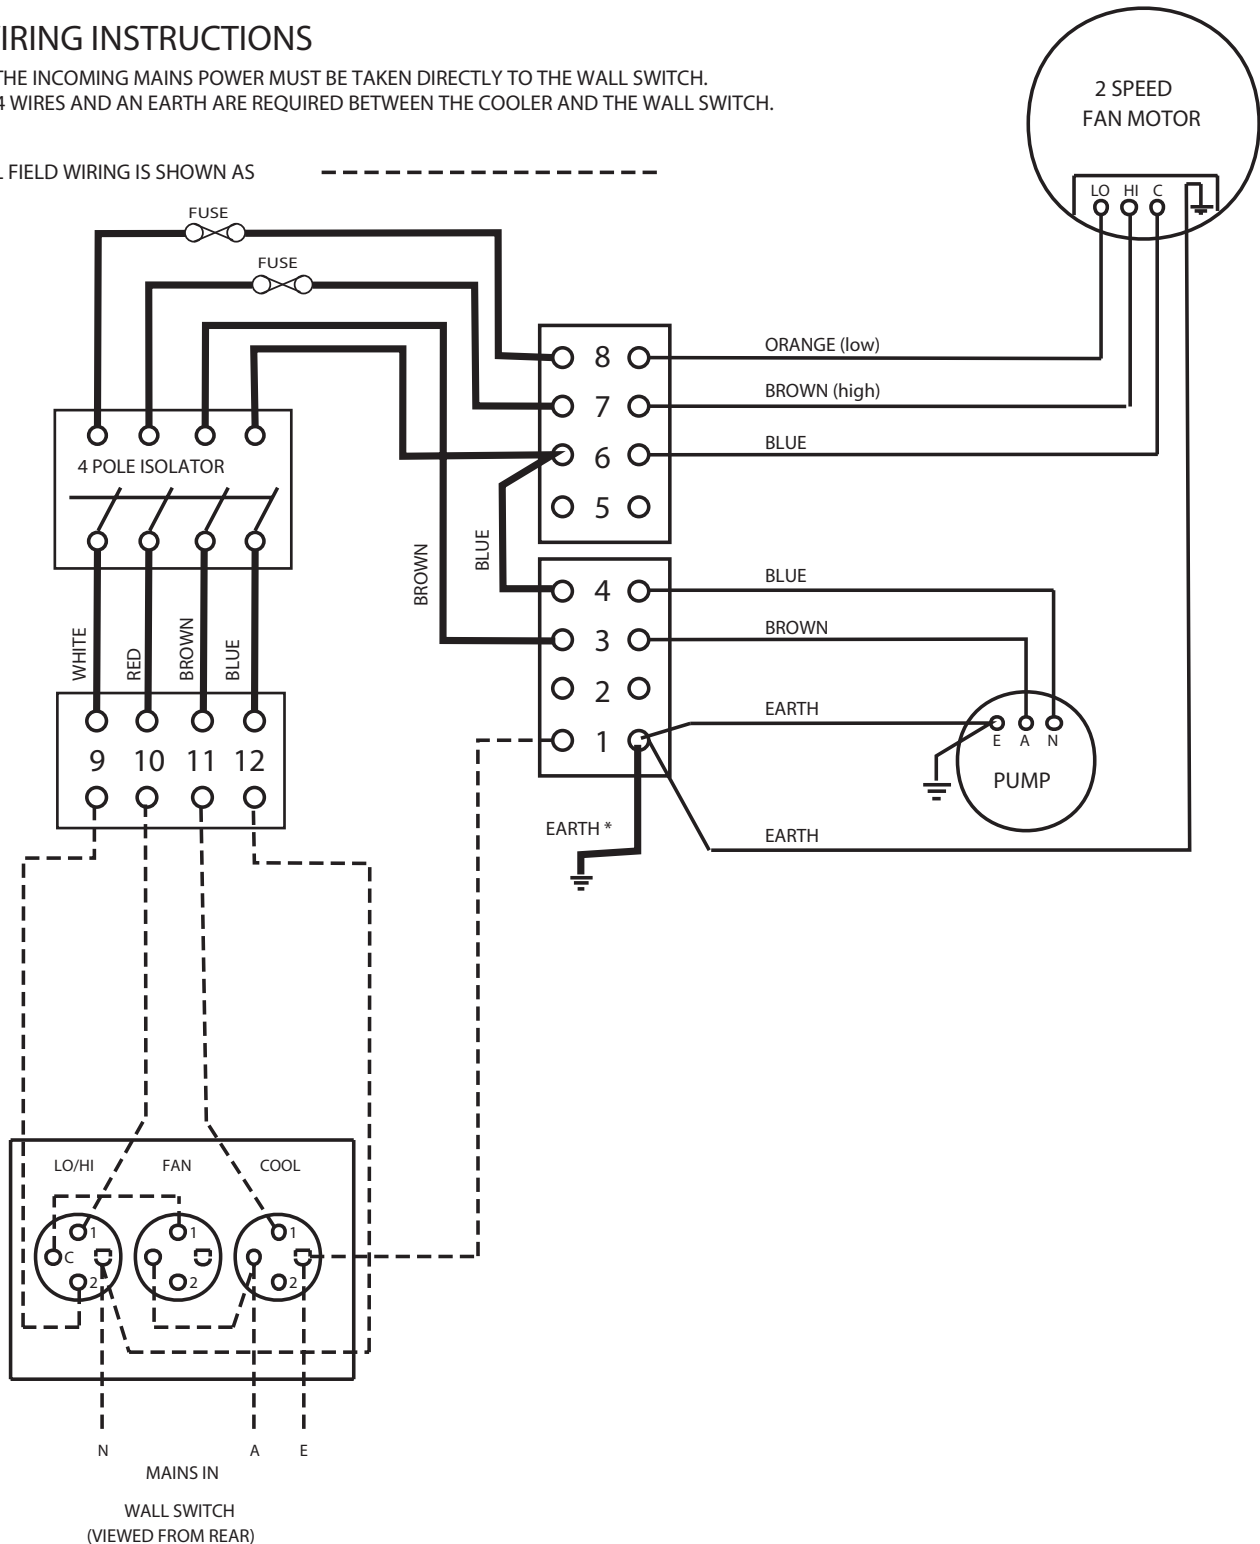 IRING INSTRUCTIONS
THE INCOMING MAINS POWER MUST BE TAKEN DIRECTLY TO THE WALL SWITCH.
4 WIRES AND AN EARTH ARE REQUIRED BETWEEN THE COOLER AND THE WALL SWITCH.
L FIELD WIRING IS SHOWN AS
2 SPEED
FAN MOTOR
LO HI C
FUSE
FUSE
8
7
6
5
ORANGE (low)
BROWN (high)
BLUE
4 POLE ISOLATOR
WHITE
RED
BROWN
BLUE
BROWN
BLUE
4
3
2
1
BLUE
BROWN
EARTH
E A N
PUMP
EARTH
EARTH *
9 10 11 12
LO/HI FAN COOL
1 1 1
C
2 2 2
N A E
MAINS IN
WALL SWITCH
(VIEWED FROM REAR)